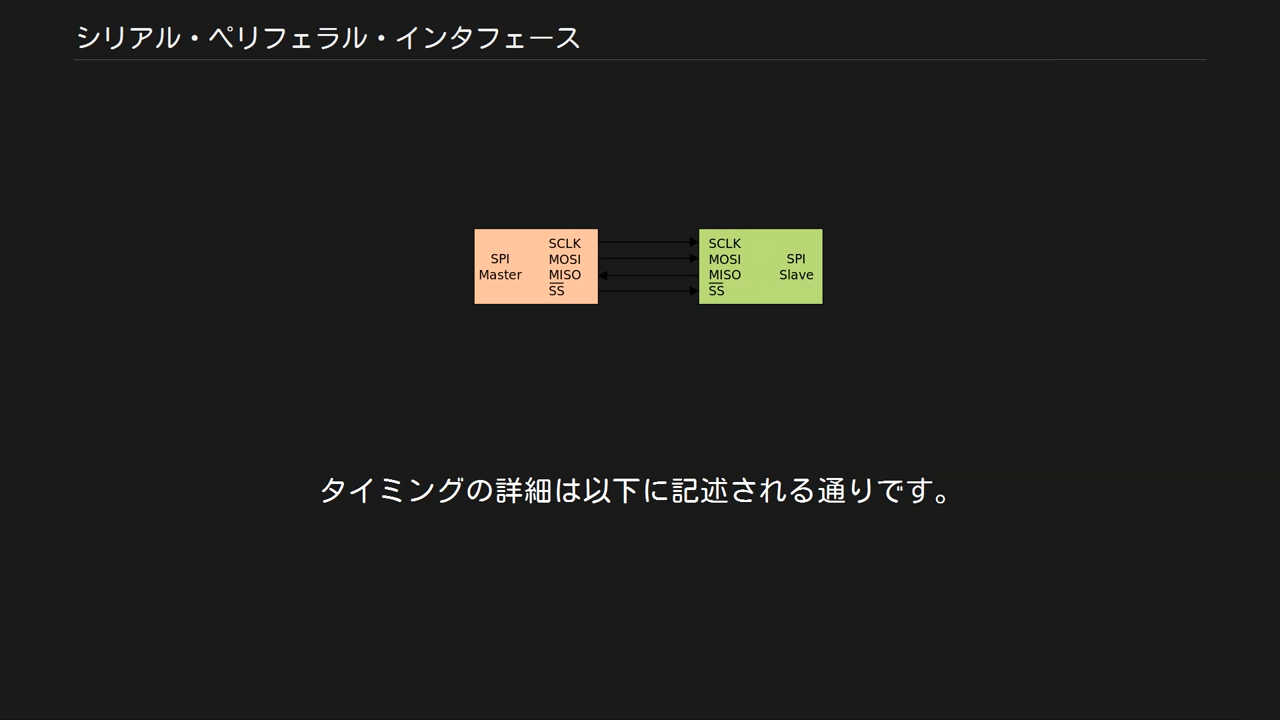 シリアル・ペリフェラル・インタフェース
SPI
Master
SCLK
MOSI
MISO
SS
SCLK
MOSI
MISO
SS
SPI
Slave
タイミングの詳細は以下に記述される通りです。